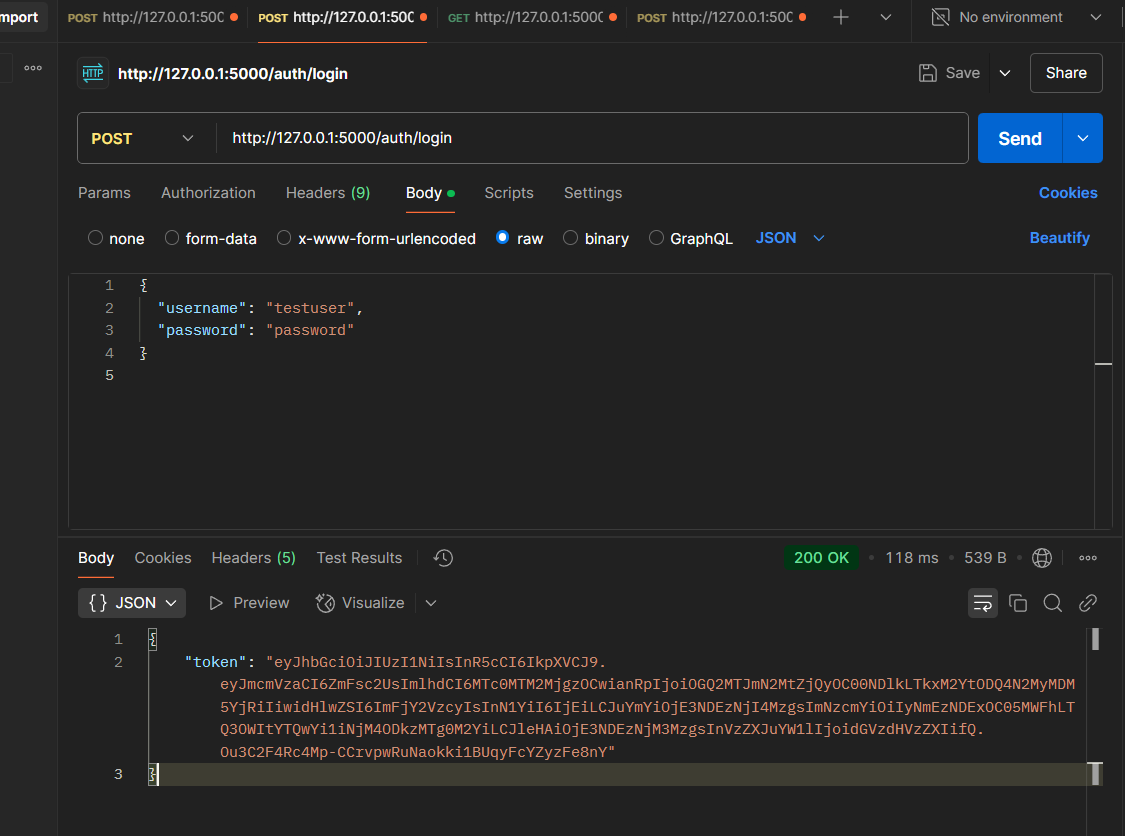 mport
POST http://127.0.0.1:500
POST http://127.0.0.1:500
GET http://127.0.0.1:5000
POST http://127.0.0.1:500
No environment
HTTP http://127.0.0.1:5000/auth/login
Save
Share
POST
http://127.0.0.1:5000/auth/login
Send
Params
Authorization
Headers (9)
Body
Scripts
Settings
Cookies
none
form-data
x-www-form-urlencoded
raw
binary
GraphQL
JSON
Beautify
1 {
2 "username": "testuser",
3 "password": "password"
4 }
5
Body
Cookies
Headers (5)
Test Results
200 OK
118 ms
539 B
{} JSON
Preview
Visualize
1 {
2 "token": "eyJhbGciOiJIUzI1NiIsInR5cCI6IkpXVCJ9.
eyJmcmVzaCI6ZmFsc2UsImlhdCI6MTc0MTM2MjgzOCwianRpIjoiOGQ2MTJmN2MtZjQyOC00NDlkLTkxM2YtODQ4N2MyMDM
5YjRiIiwidHlwZSI6ImFjY2VzcyIsInN1YiI6IjEiLCJuYmYiOjE3NDEzNjI4MzgsImNzcmYiOiIyNmEzNDExOC05MWFhLT
Q3OWItYTQwYi1iNjM4ODkzMTg0M2YiLCJleHAiOjE3NDEzNjM3MzgsInVzZXJuYW1lIjoidGVzdHVzZXIifQ.
Ou3C2F4Rc4Mp-CCrvpwRuNaokki1BUqyFcYZyzFe8nY"
3 }